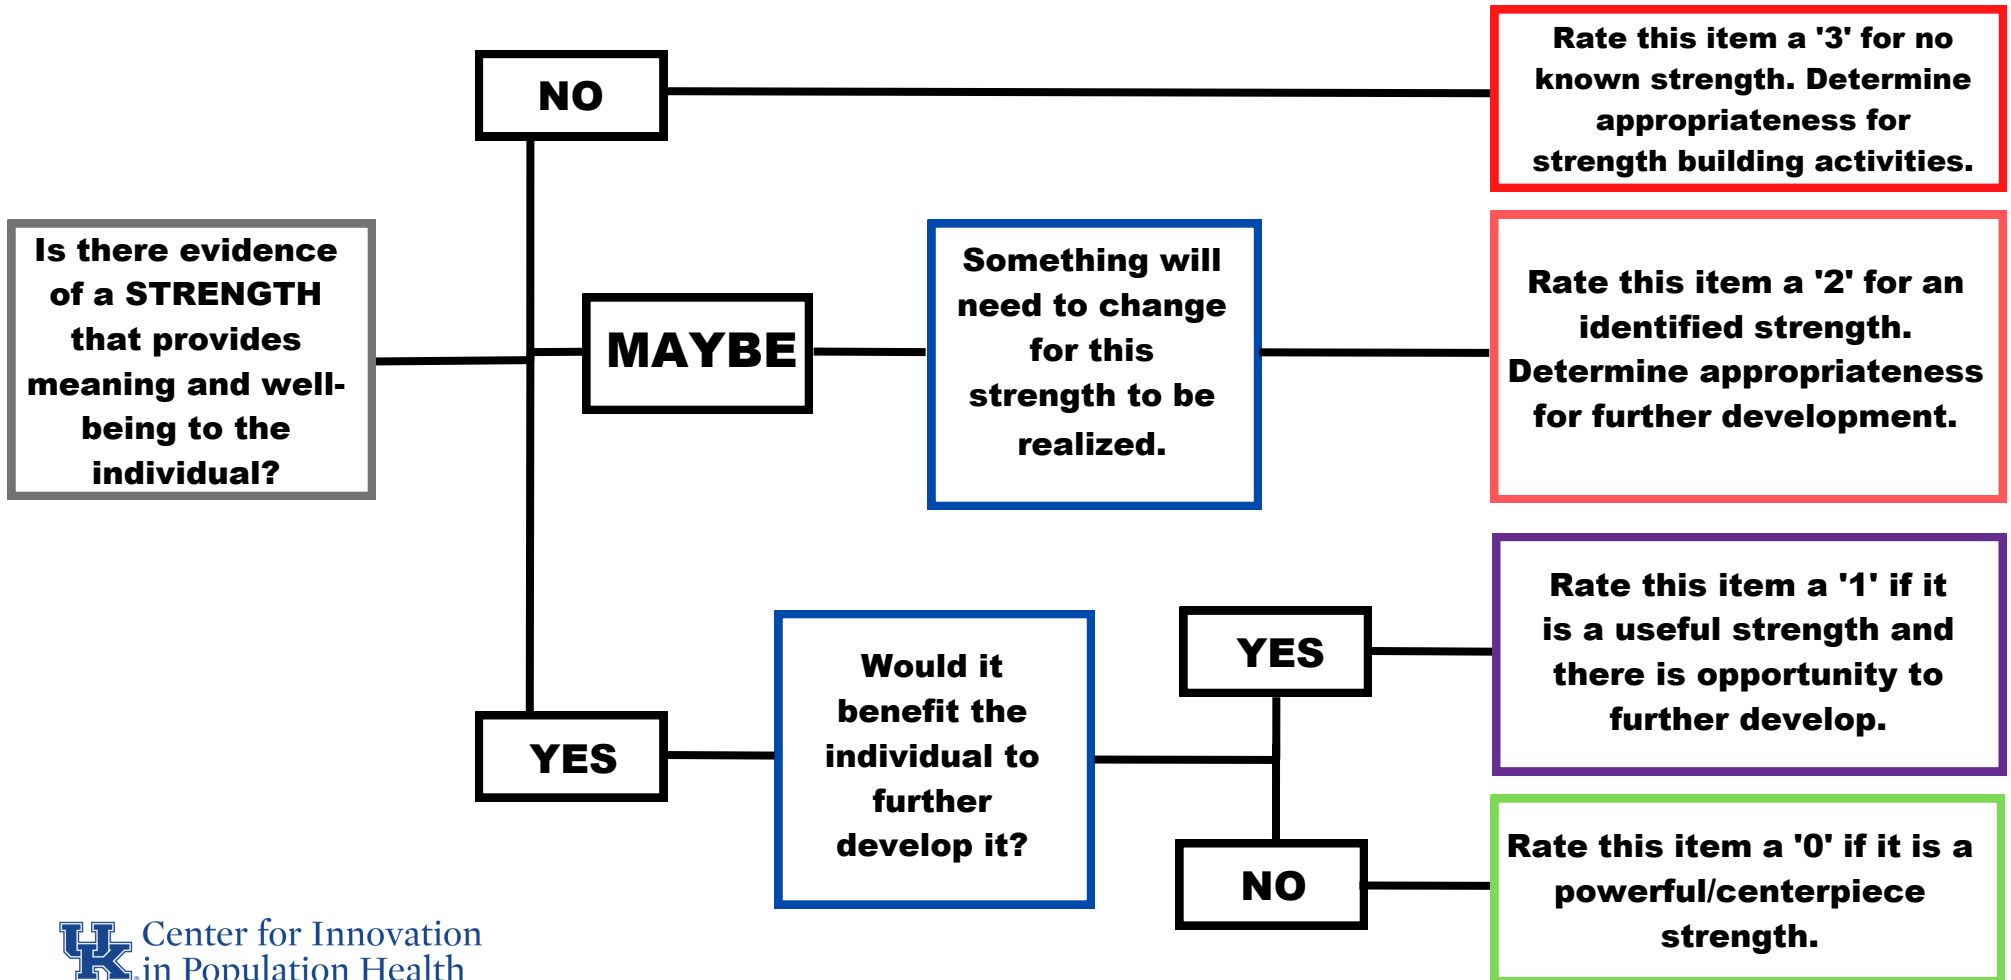 Is there evidence
of a STRENGTH
that provides
meaning and well-
being to the
individual?
NO
Rate this item a '3' for no
known strength. Determine
appropriateness for
strength building activities.
MAYBE
Something will
need to change
for this
strength to be
realized.
Rate this item a '2' for an
identified strength.
Determine appropriateness
for further development.
YES
Would it
benefit the
individual to
further
develop it?
YES
Rate this item a '1' if it
is a useful strength and
there is opportunity to
further develop.
NO
Rate this item a '0' if it is a
powerful/centerpiece
strength.
UK
Center for Innovation
in Population Health